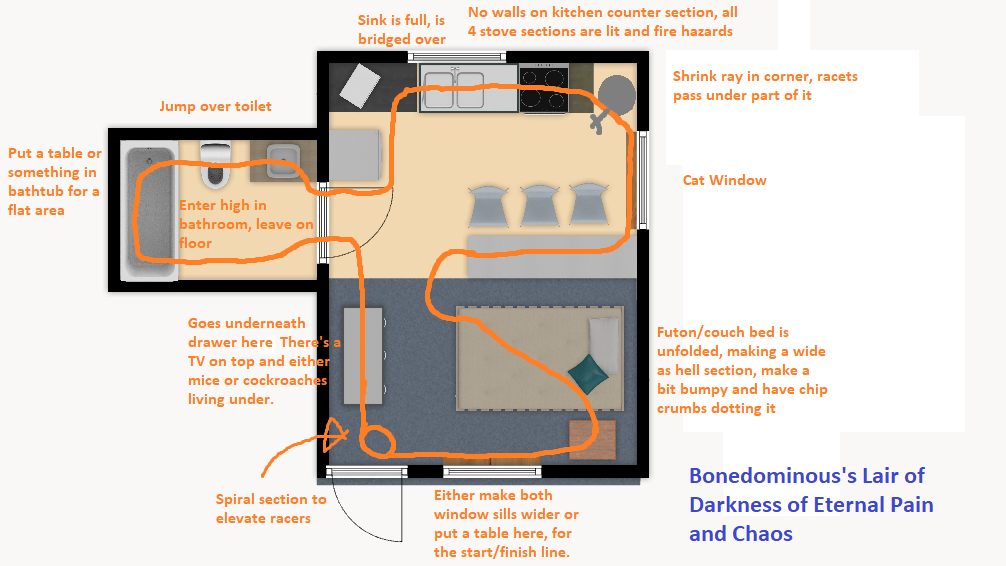 Sink is full, is
bridged over
No walls on kitchen counter section, all
4 stove sections are lit and fire hazards
Shrink ray in corner, racets
pass under part of it
Jump over toilet
Put a table or
something in
bathtub for a
flat area
Cat Window
Enter high in
bathroom, leave on
floor
Goes underneath
drawer here  There's a
TV on top and either
mice or cockroaches
living under.
Futon/couch bed is
unfolded, making a wide
as hell section, make a
bit bumpy and have chip
crumbs dotting it
Spiral section to
elevate racers
Either make both
window sills wider or
put a table here, for
the start/finish line.
Bonedominous's Lair of
Darkness of Eternal Pain
and Chaos